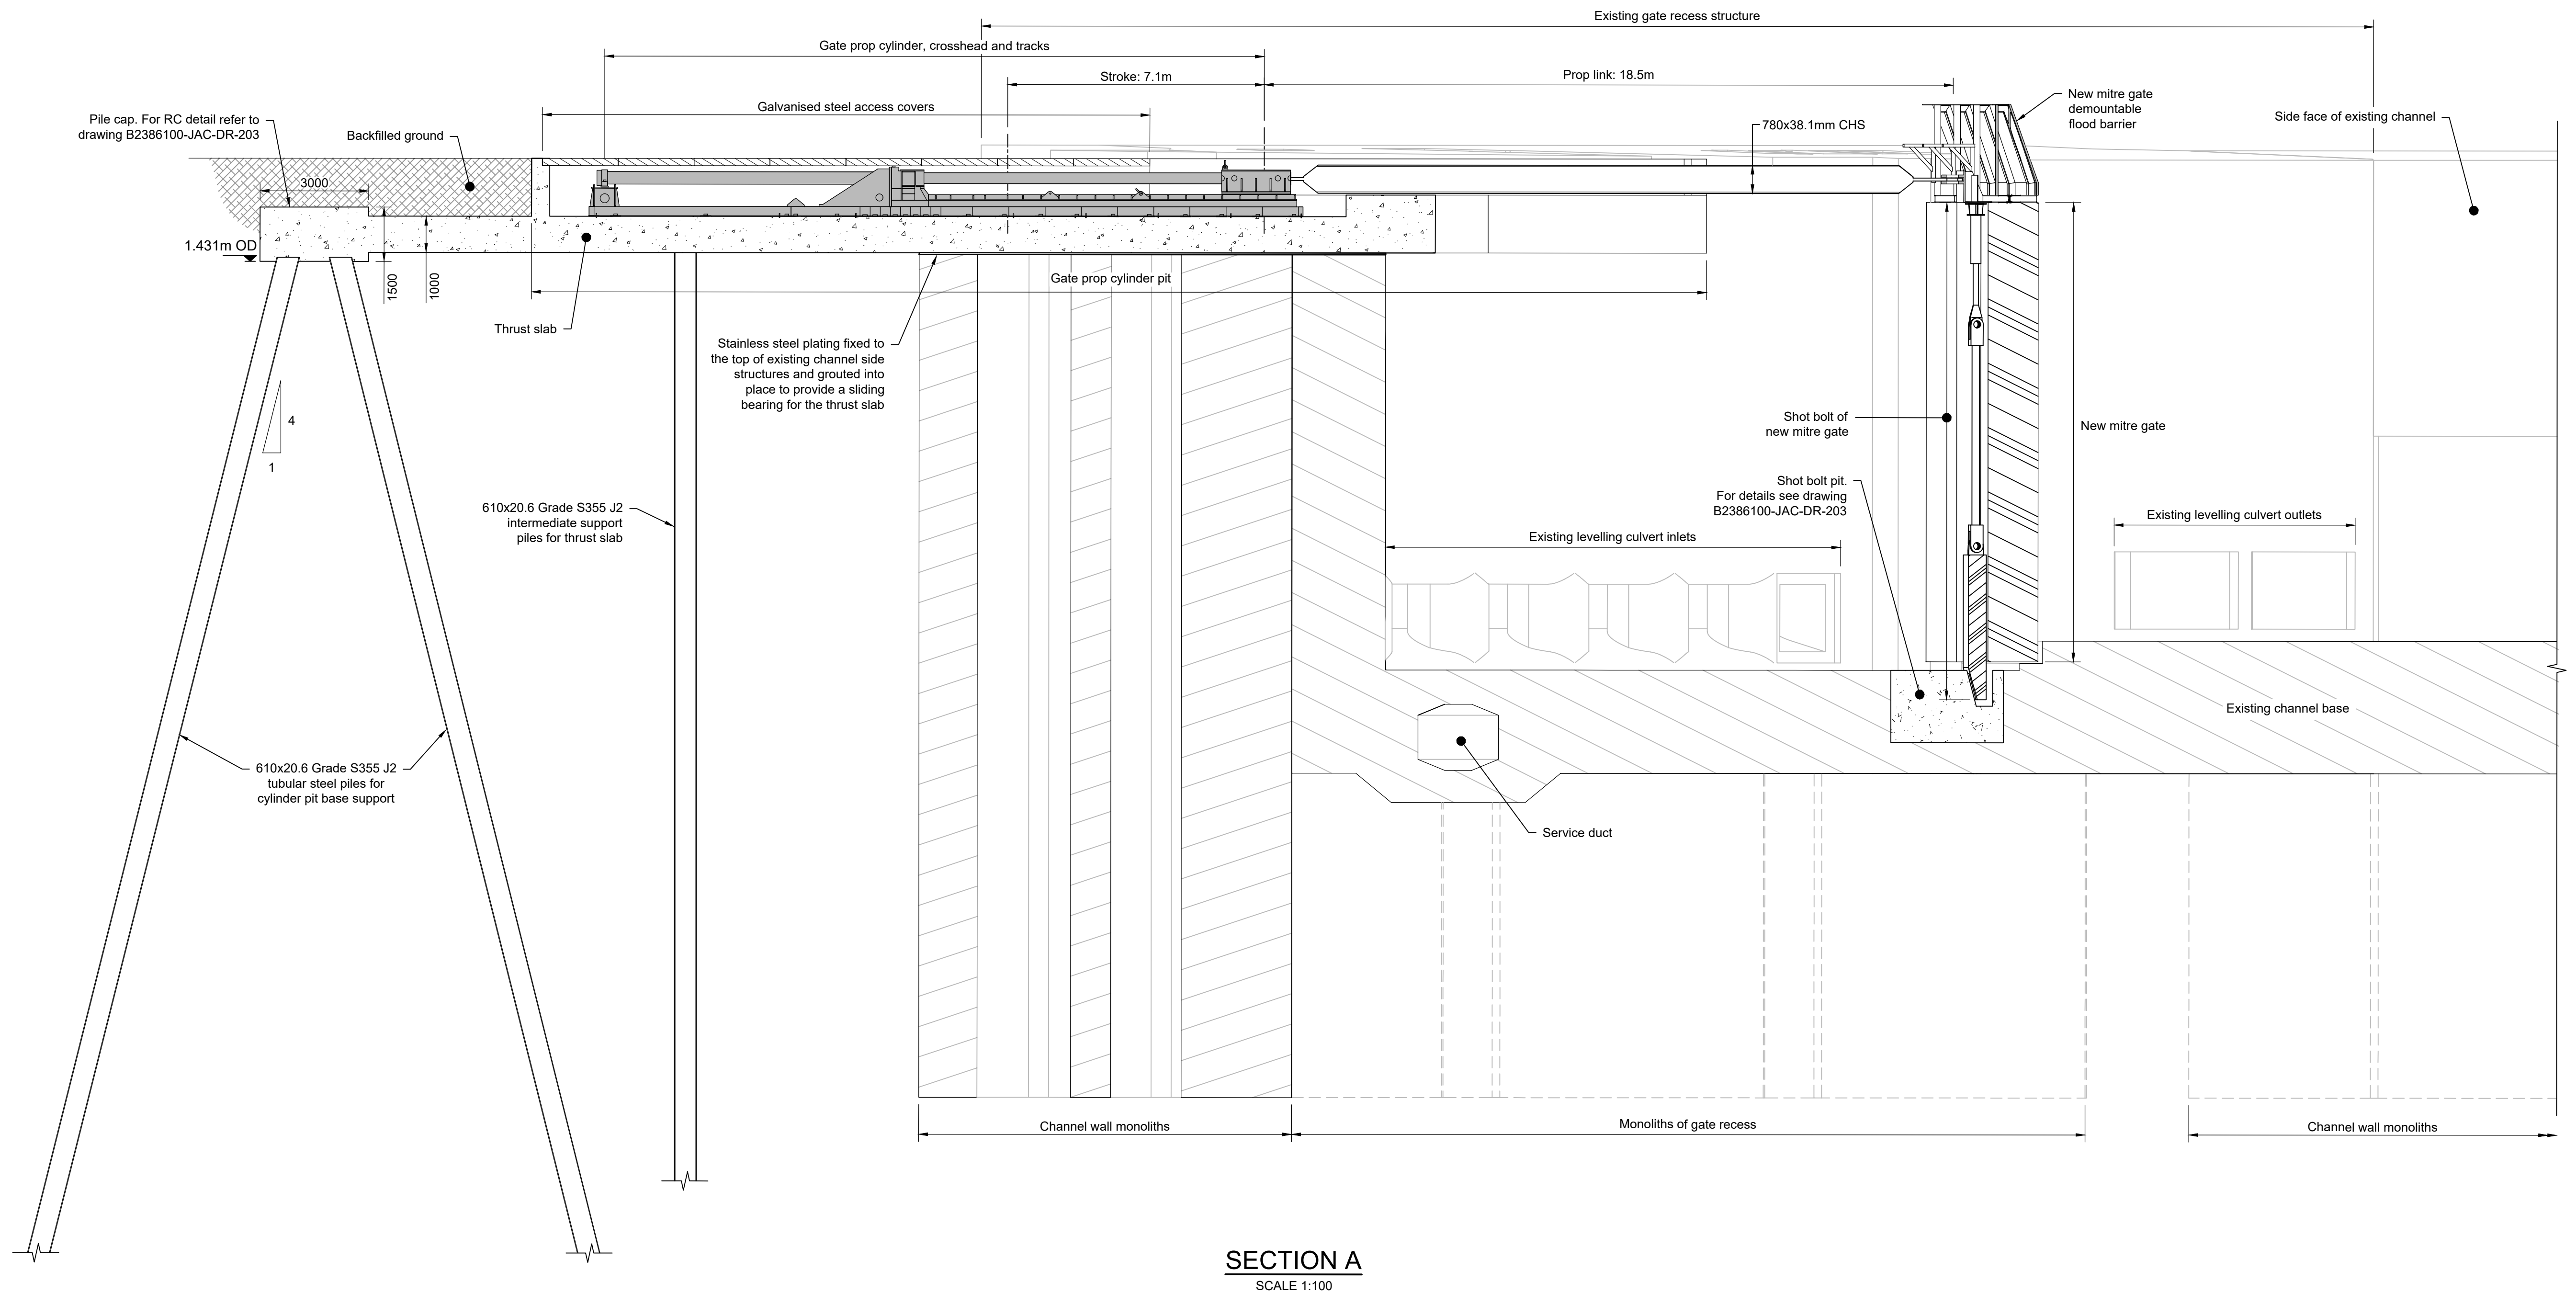 Existing gate recess structure
Gate prop cylinder, crosshead and tracks
Stroke: 7.1m
Prop link: 18.5m
Galvanised steel access covers
Pile cap. For RC detail refer to
drawing B2386100-JAC-DR-203
Backfilled ground
780x38.1mm CHS
New mitre gate
demountable
flood barrier
Side face of existing channel
3000
1.431m OD
1500
1000
Gate prop cylinder pit
Thrust slab
Stainless steel plating fixed to
the top of existing channel side
structures and grouted into
place to provide a sliding
bearing for the thrust slab
4
1
Shot bolt of
new mitre gate
New mitre gate
Shot bolt pit.
For details see drawing
B2386100-JAC-DR-203
610x20.6 Grade S355 J2
intermediate support
piles for thrust slab
Existing levelling culvert inlets
Existing levelling culvert outlets
Existing channel base
610x20.6 Grade S355 J2
tubular steel piles for
cylinder pit base support
Service duct
Channel wall monoliths
Monoliths of gate recess
Channel wall monoliths
SECTION A
SCALE 1:100